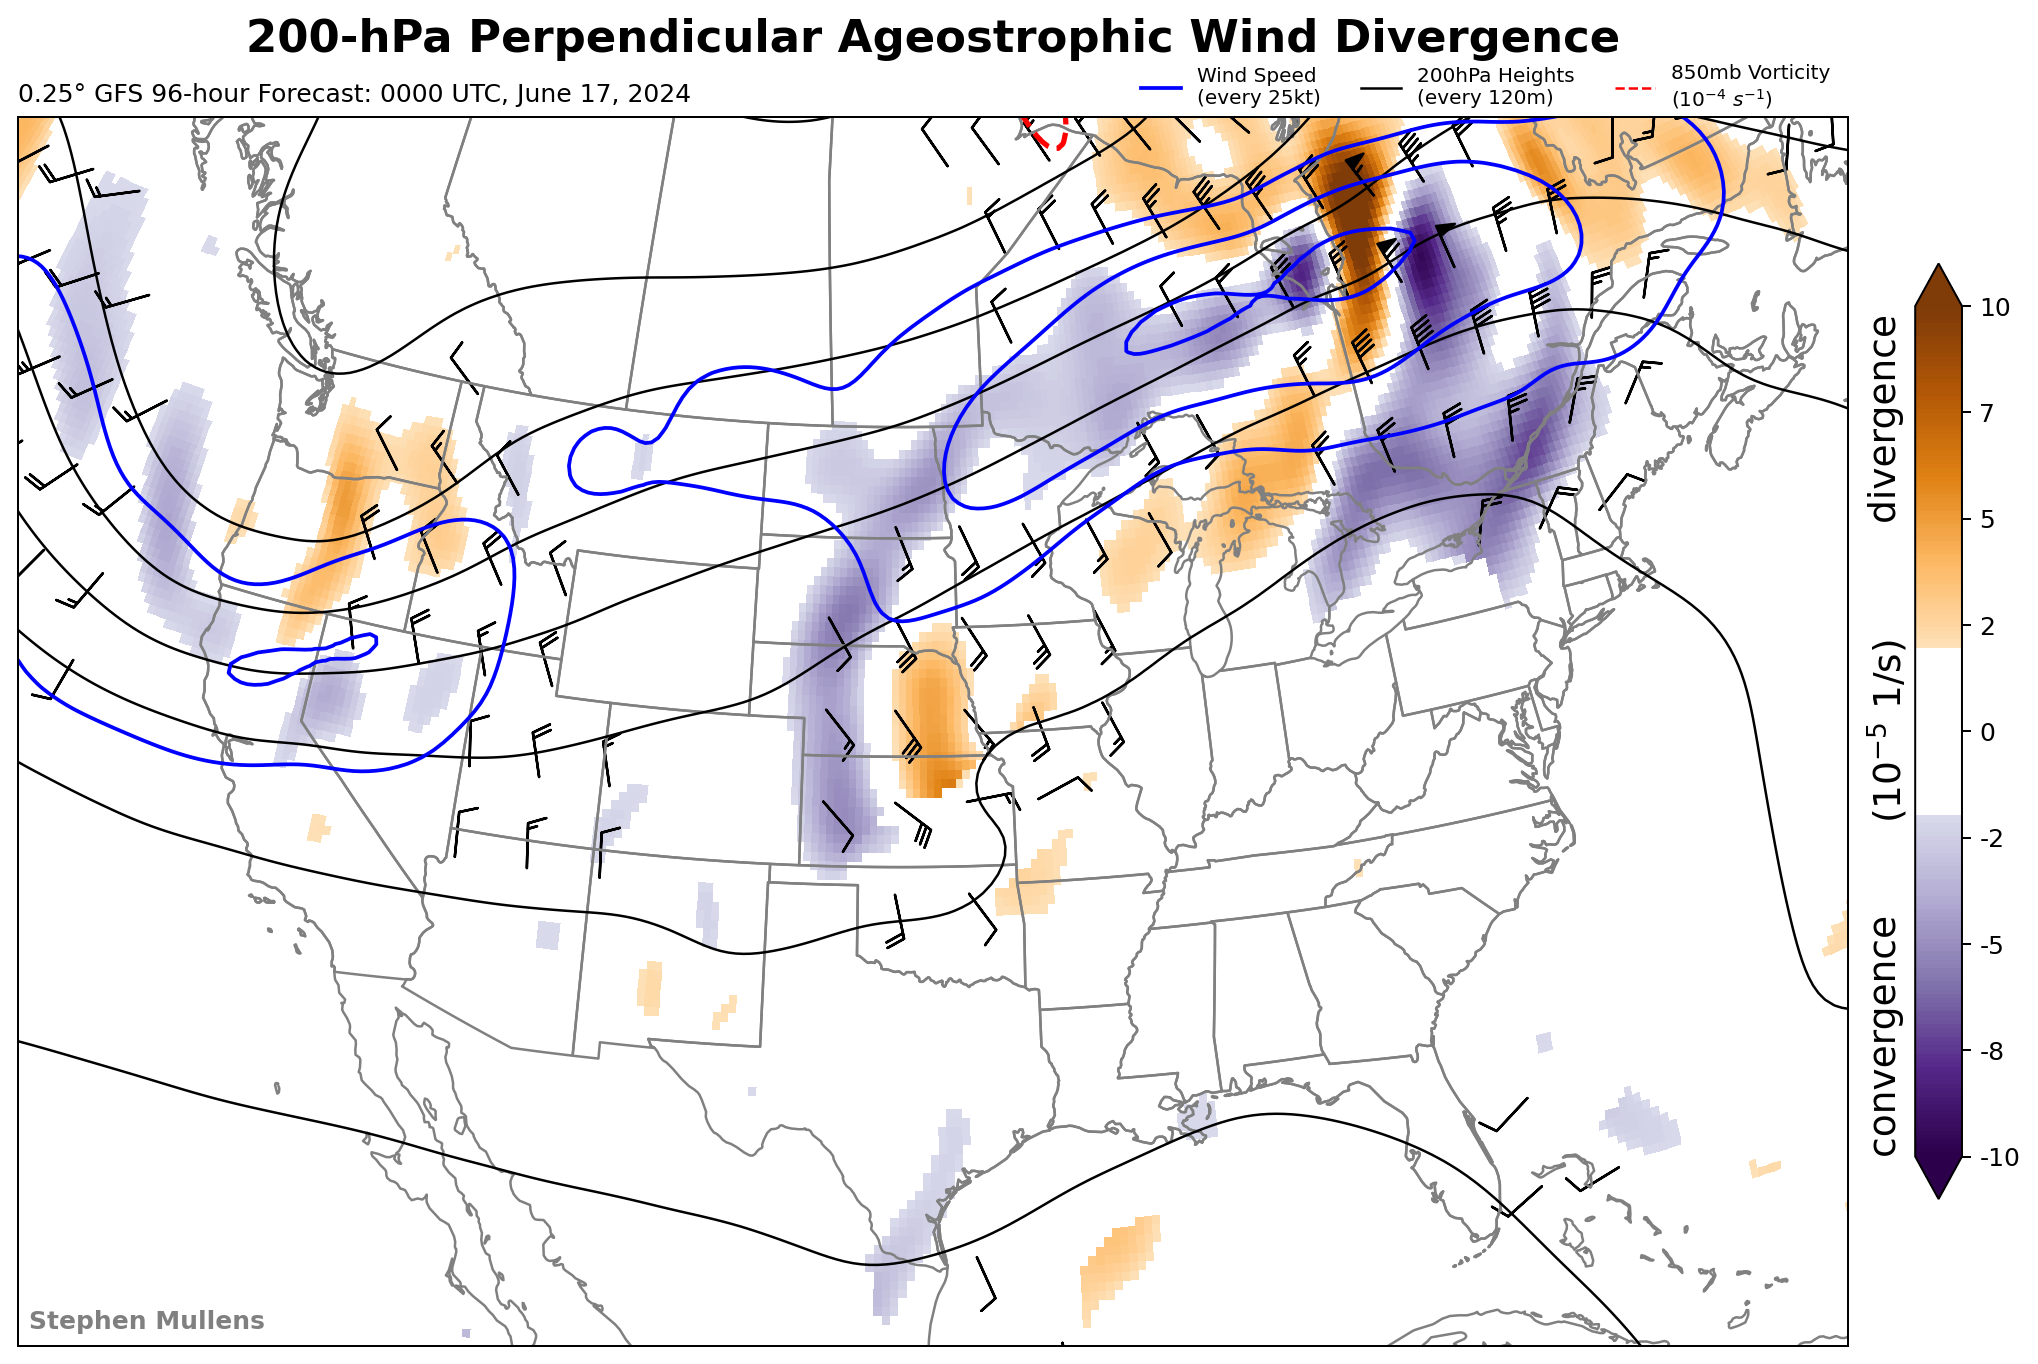 200-hPa Perpendicular Ageostrophic Wind Divergence
0.25° GFS 96-hour Forecast: 0000 UTC, June 17, 2024
Wind Speed
(every 25kt)
200hPa Heights
(every 120m)
850mb Vorticity
(10⁻⁴ s⁻¹)
10
7
5
2
0
-2
-5
-8
-10
convergence (10⁻⁵ 1/s) divergence
Stephen Mullens